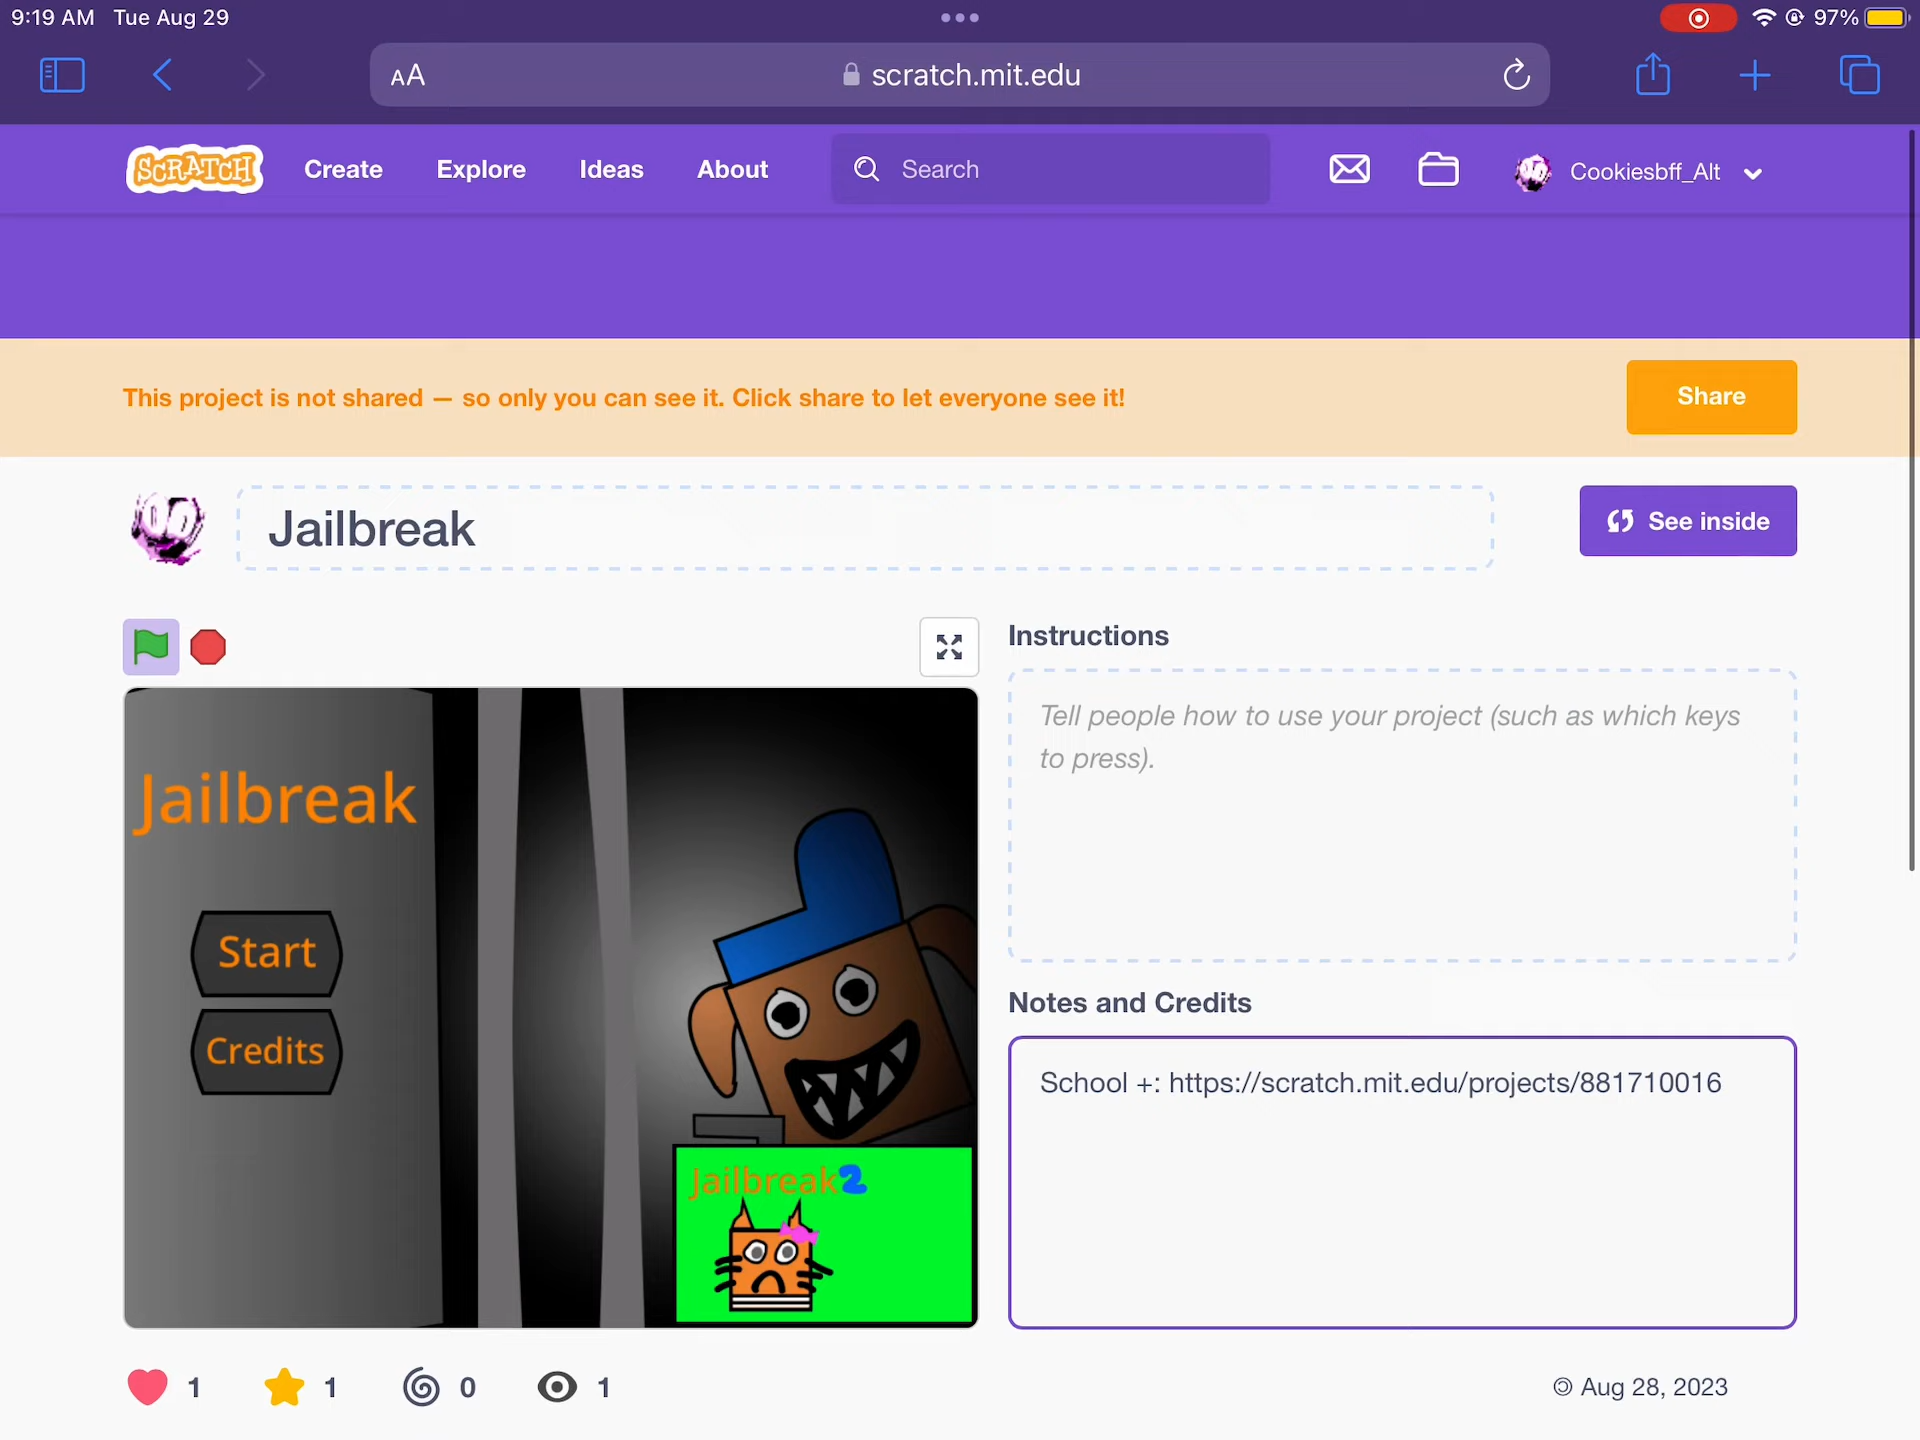 9:19 AM Tue Aug 29
97%
AA
scratch.mit.edu
SCRATCH
Create
Explore
Ideas
About
Search
Cookiesbff_Alt
This project is not shared — so only you can see it. Click share to let everyone see it!
Share
Jailbreak
See inside
Instructions
Tell people how to use your project (such as which keys
to press).
Jailbreak
Start
Credits
Jailbreak2
Notes and Credits
School +: https://scratch.mit.edu/projects/881710016
1
1
0
1
© Aug 28, 2023